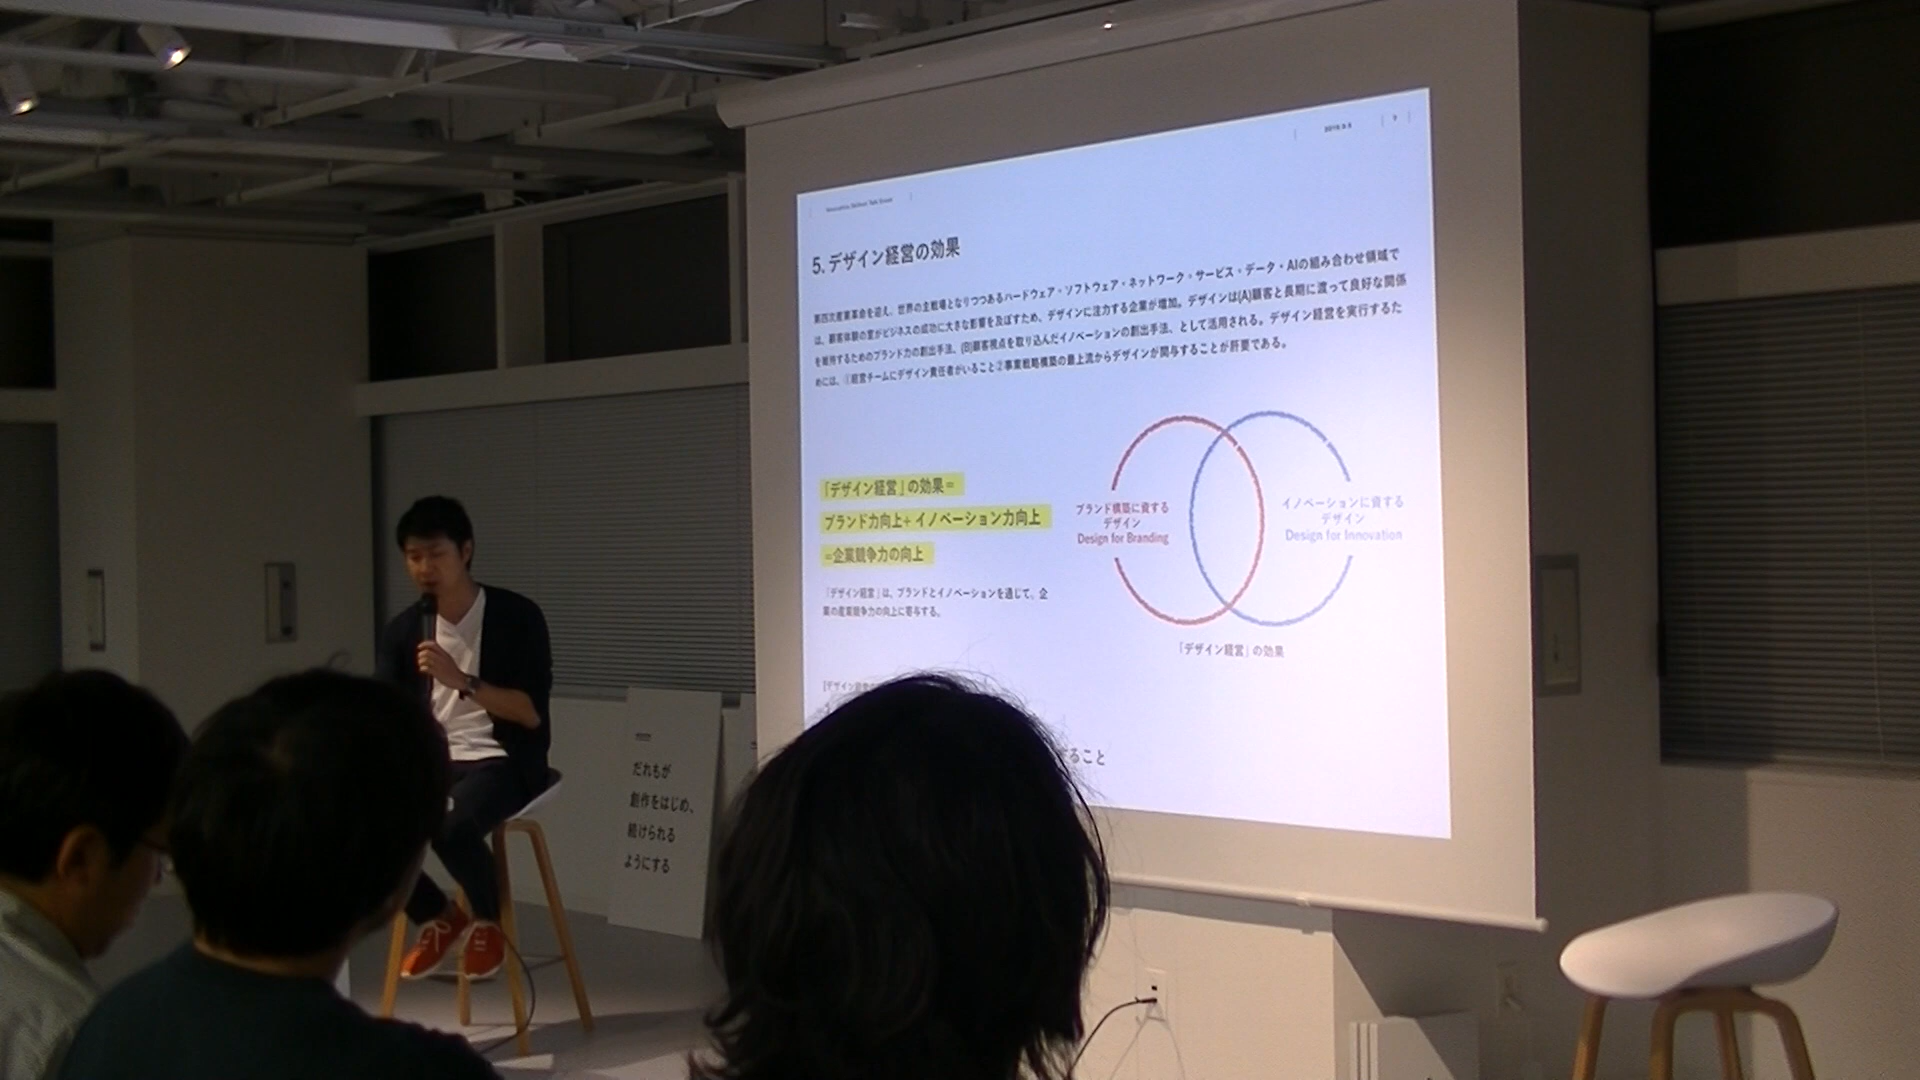 5. デザイン経営の効果
第四次産業革命を迎え、世界の主戦場となりつつあるハードウェア・ソフトウェア・ネットワーク・サービス・データ・AIの組み合わせ領域で
は、顧客体験の室がビジネスの成功に大きな影響を及ぼすため、デザインに注力する企業が増加。デザインは(A)顧客と長期に渡って良好な関係
を維持するためのブランド力の創出手法、(B)顧客視点を取り込んだイノベーションの創出手法、として活用される。デザイン経営を実行するた
めには、①経営チームにデザイン責任者がいること②事業戦略構築の最上流からデザインが関与することが肝要である。
「デザイン経営」の効果=
ブランド力向上+イノベーション力向上
=企業競争力の向上
「デザイン経営」は、ブランドとイノベーションを通じて、企
業の産業競争力の向上に寄与する。
ブランド構築に資する
デザイン
Design for Branding
イノベーションに資する
デザイン
Design for Innovation
「デザイン経営」の効果
ること
だれもが
創作をはじめ、
続けられる
ようにする